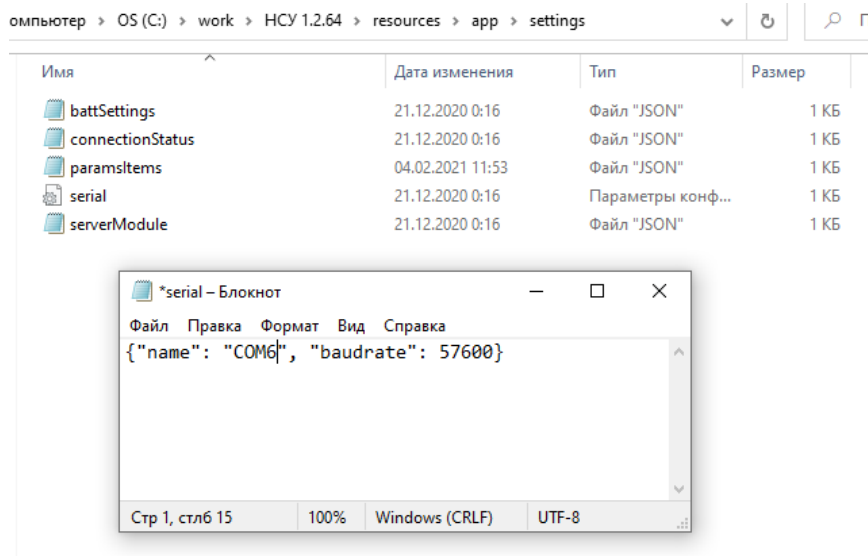 омпьютер > OS (C:) > work > НСУ 1.2.64 > resources > app > settings
Имя Дата изменения Тип Размер
battSettings 21.12.2020 0:16 Файл "JSON" 1 КБ
connectionStatus 21.12.2020 0:16 Файл "JSON" 1 КБ
paramsItems 04.02.2021 11:53 Файл "JSON" 1 КБ
serial 21.12.2020 0:16 Параметры конф... 1 КБ
serverModule 21.12.2020 0:16 Файл "JSON" 1 КБ
*serial – Блокнот
Файл Правка Формат Вид Справка
{"name": "COM6", "baudrate": 57600}
Стр 1, стлб 15 100% Windows (CRLF) UTF-8